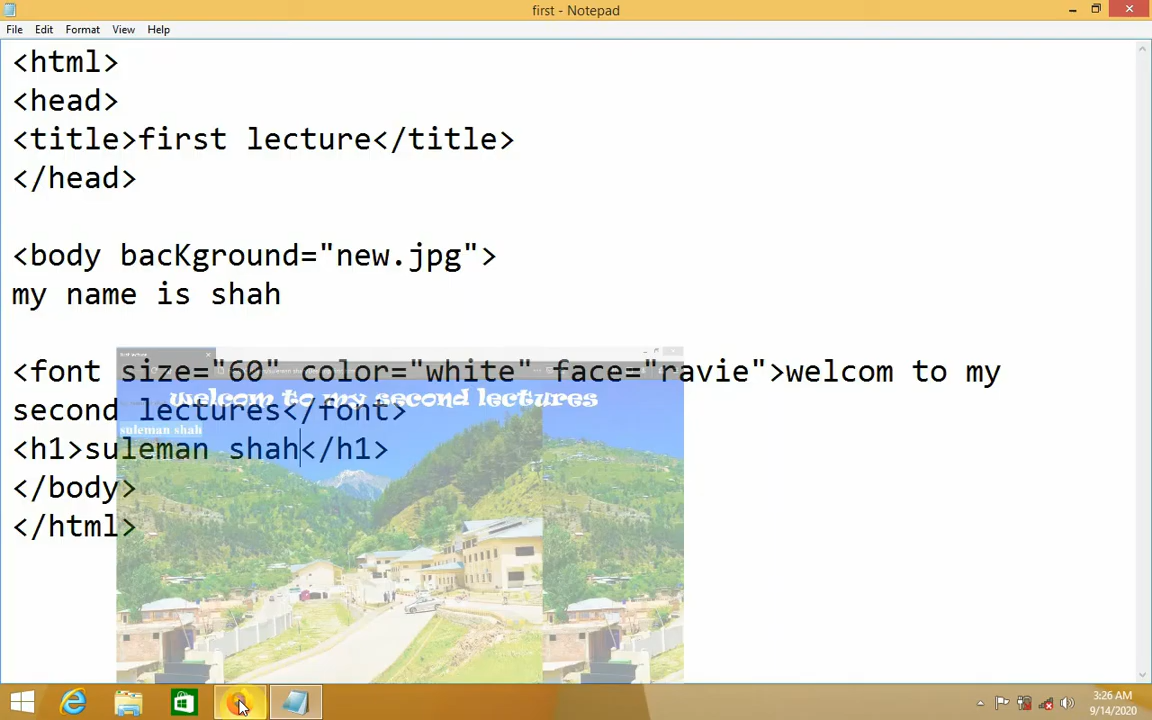 first - Notepad
File Edit Format View Help
<html>
<head>
<title>first lecture</title>
</head>
<body bacKground="new.jpg">
my name is shah
<font size="60" color="white" face="ravie">welcom to my
second lectures</font>
<h1>suleman shah</h1>
</body>
</html>
welcom to my second lectures
suleman shah
3:26 AM
9/14/2020